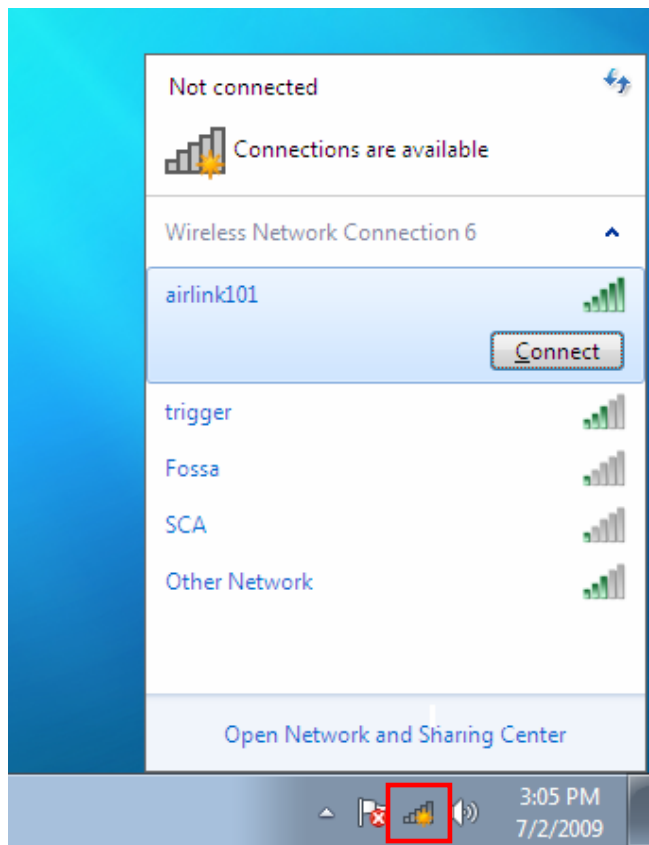 Not connected
Connections are available
Wireless Network Connection 6
airlink101
Connect
trigger
Fossa
SCA
Other Network
Open Network and Sharing Center
3:05 PM
7/2/2009